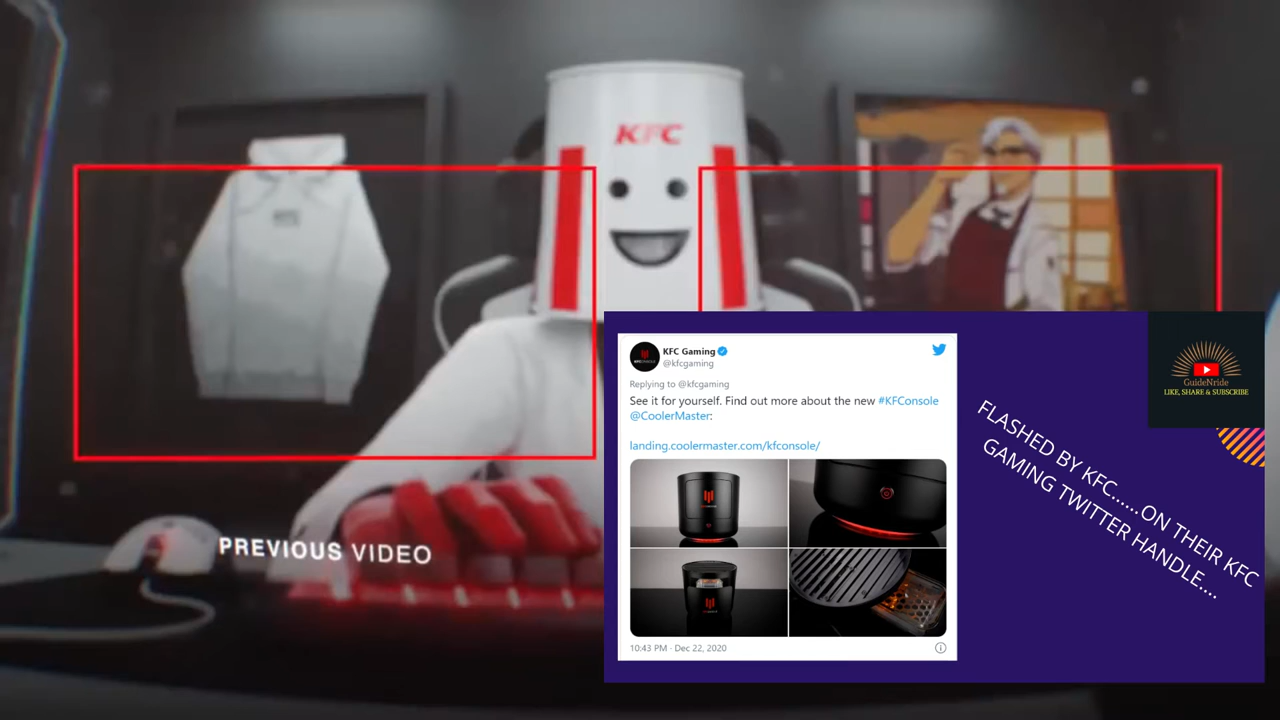 KFC
PREVIOUS VIDEO
KFC Gaming
@kfcgaming
Replying to @kfcgaming
See it for yourself. Find out more about the new #KFConsole
@CoolerMaster:
landing.coolermaster.com/kfconsole/
10:43 PM · Dec 22, 2020
FLASHED BY KFC......ON THEIR KFC
GAMING TWITTER HANDLE....
GuideNride
LIKE, SHARE & SUBSCRIBE